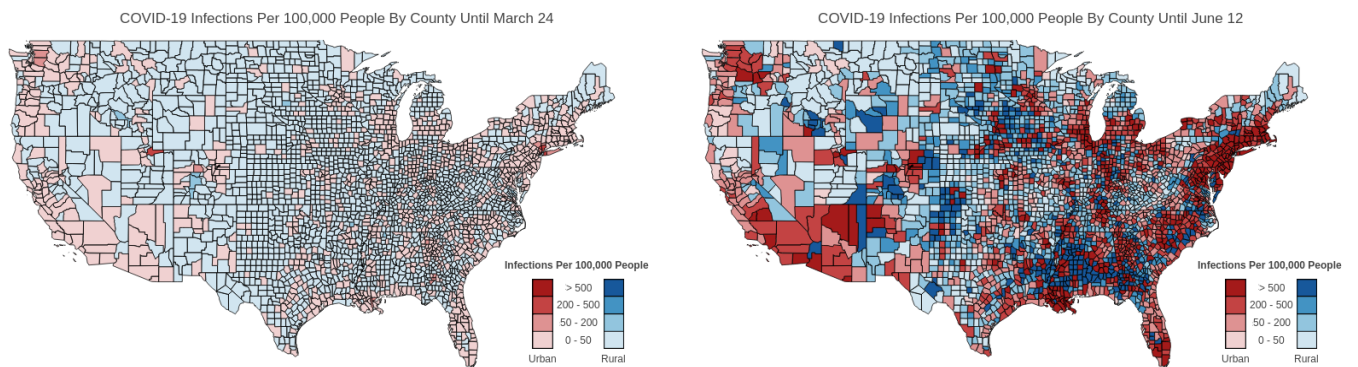 COVID-19 Infections Per 100,000 People By County Until March 24
Infections Per 100,000 People
> 500
200 - 500
50 - 200
0 - 50
Urban Rural
COVID-19 Infections Per 100,000 People By County Until June 12
Infections Per 100,000 People
> 500
200 - 500
50 - 200
0 - 50
Urban Rural